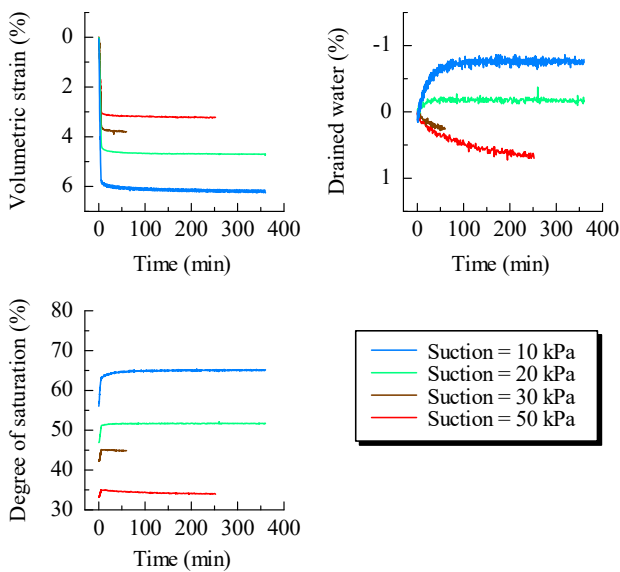 Volumetric strain (%)
0
2
4
6
0 100 200 300 400
Time (min)
Drained water (%)
-1
0
1
0 100 200 300 400
Time (min)
Degree of saturation (%)
80
70
60
50
40
30
0 100 200 300 400
Time (min)
Suction = 10 kPa
Suction = 20 kPa
Suction = 30 kPa
Suction = 50 kPa